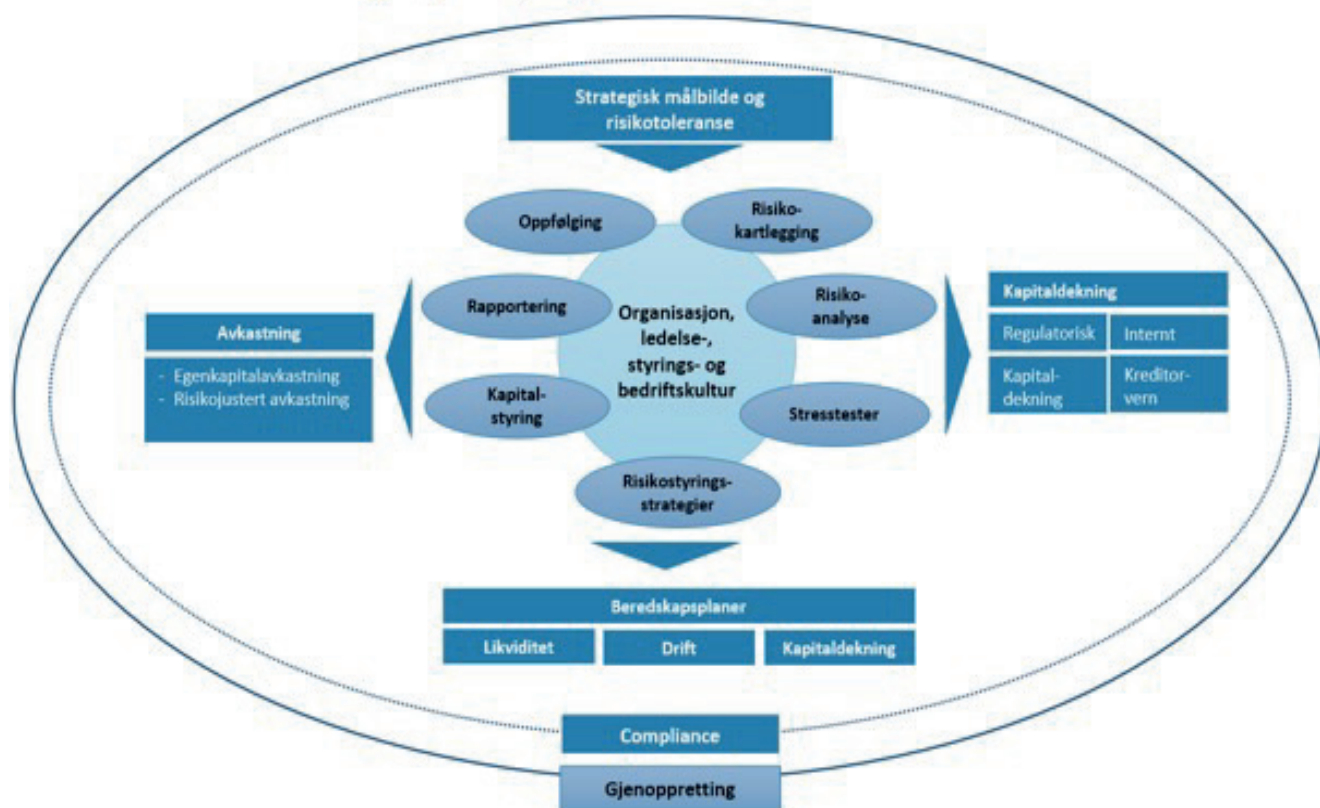 Strategisk målbilde og
risikotoleranse
Oppfølging
Risiko-
kartlegging
Rapportering
Risiko-
analyse
Organisasjon,
ledelse-,
styrings- og
bedriftskultur
Kapital-
styring
Stresstester
Risikostyrings-
strategier
Avkastning
- Egenkapitalavkastning
- Risikojustert avkastning
Kapitaldekning
Regulatorisk
Internt
Kapital-
dekning
Kreditor-
vern
Beredskapsplaner
Likviditet
Drift
Kapitaldekning
Compliance
Gjenoppretting